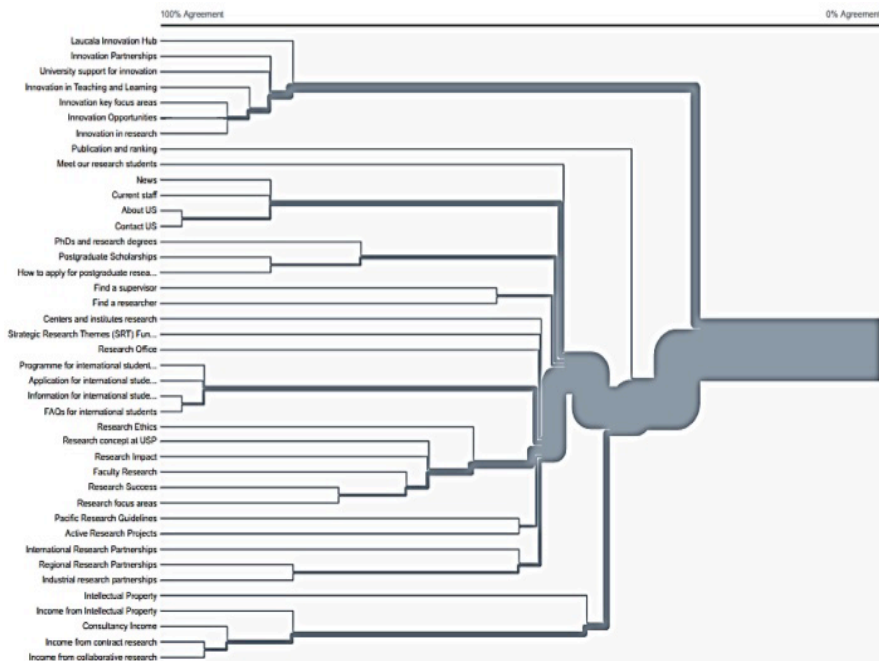 100% Agreement
0% Agreement
Laucala Innovation Hub
Innovation Partnerships
University support for innovation
Innovation in Teaching and Learning
Innovation key focus areas
Innovation Opportunities
Innovation in research
Publication and ranking
Meet our research students
News
Current staff
About US
Contact US
PhDs and research degrees
Postgraduate Scholarships
How to apply for postgraduate resea...
Find a supervisor
Find a researcher
Centers and institutes research
Strategic Research Themes (SRT) Fun...
Research Office
Programme for international student...
Application for international stude...
Information for international stude...
FAQs for international students
Research Ethics
Research concept at USP
Research Impact
Faculty Research
Research Success
Research focus areas
Pacific Research Guidelines
Active Research Projects
International Research Partnerships
Regional Research Partnerships
Industrial research partnerships
Intellectual Property
Income from Intellectual Property
Consultancy Income
Income from contract research
Income from collaborative research